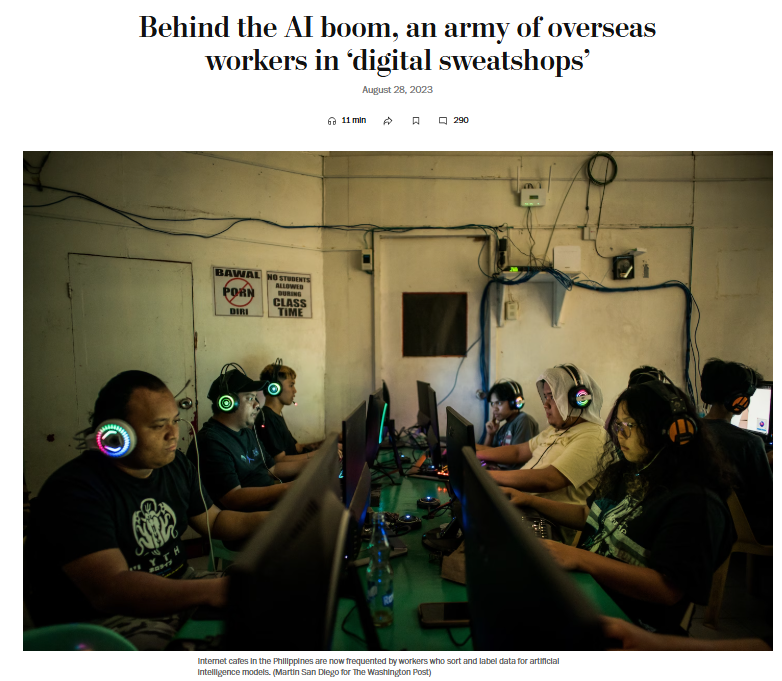 Behind the AI boom, an army of overseas
workers in ‘digital sweatshops’
August 28, 2023
11 min
290
BAWAL
PORN
DIRI
NO STUDENTS
ALLOWED
DURING
CLASS
TIME
Internet cafes in the Philippines are now frequented by workers who sort and label data for artificial
intelligence models. (Martin San Diego for The Washington Post)